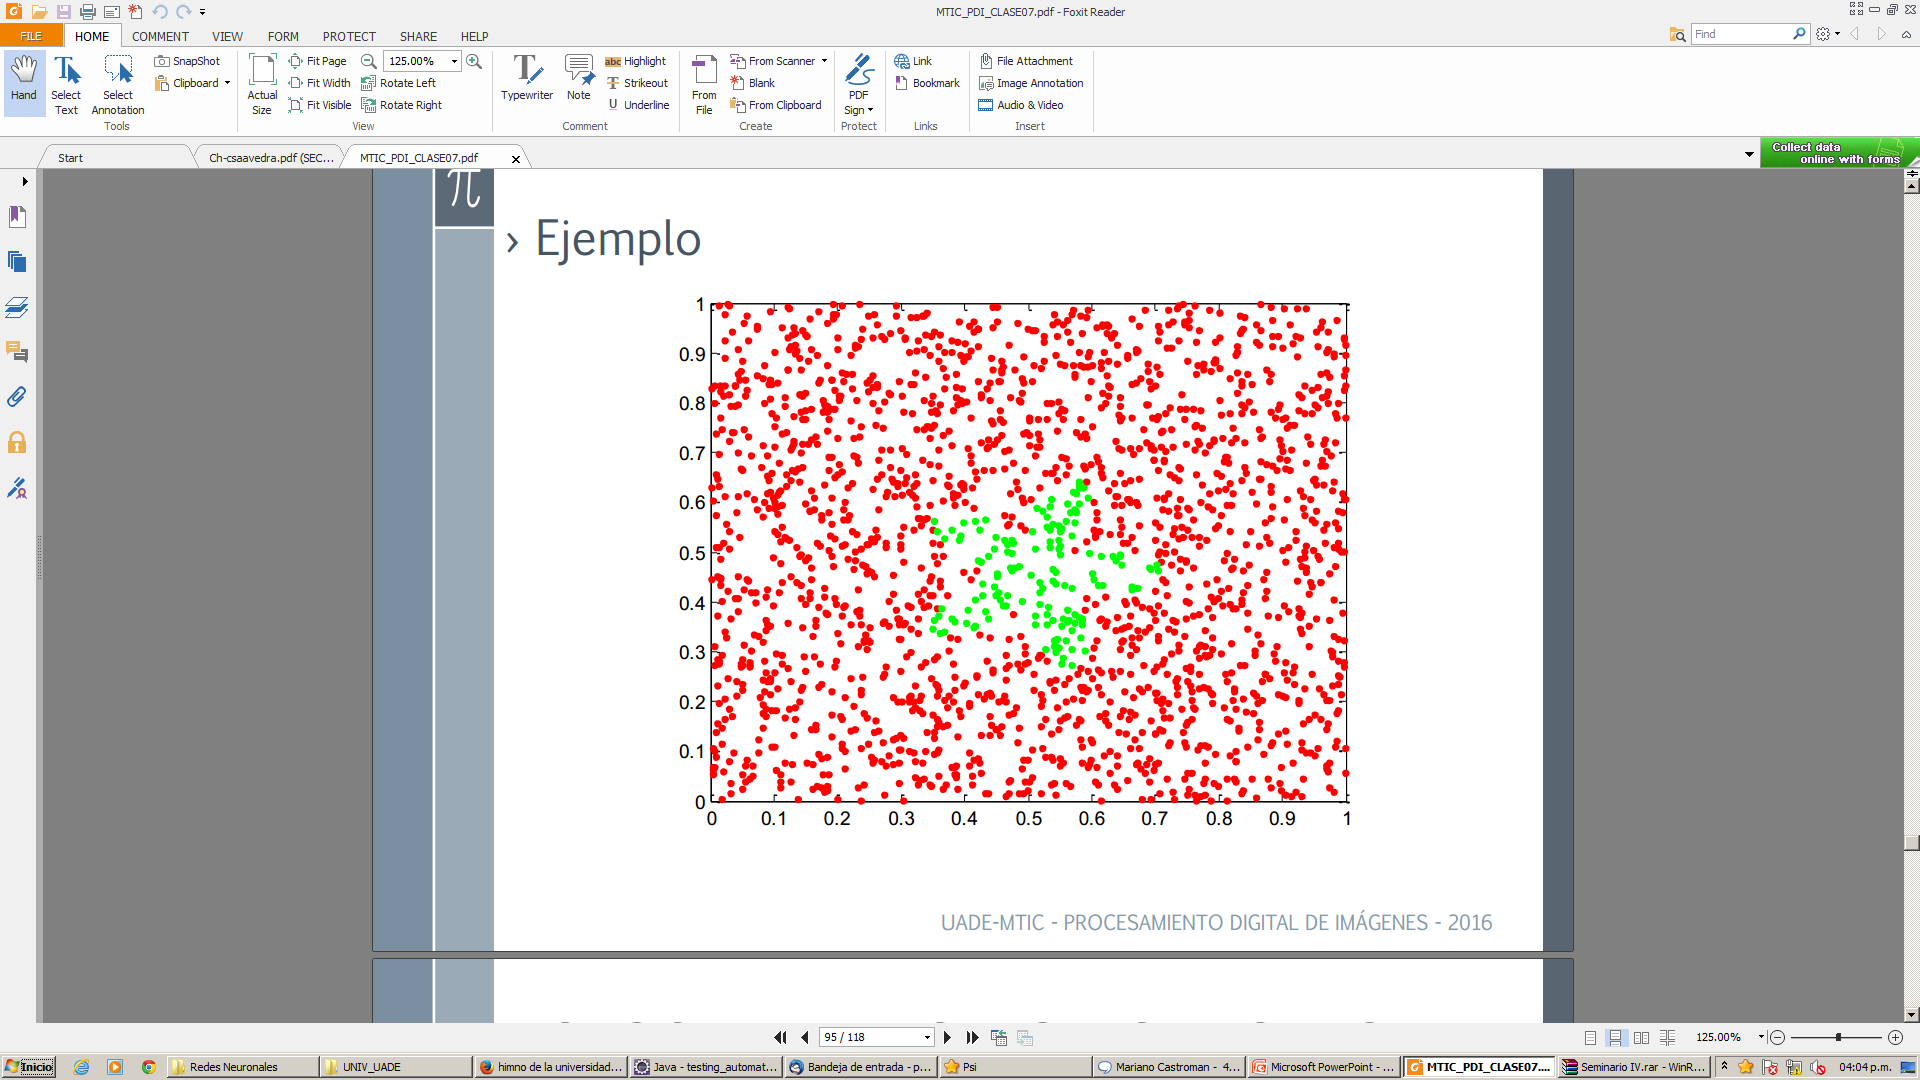 MTIC_PDI_CLASE07.pdf - Foxit Reader
FILE HOME COMMENT VIEW FORM PROTECT SHARE HELP
Find
Hand
Select Text
Select Annotation
SnapShot
Clipboard
Tools
Actual Size
Fit Page
Fit Width
Fit Visible
125.00%
Rotate Left
Rotate Right
View
Typewriter
Note
Highlight
Strikeout
Underline
Comment
From File
From Scanner
Blank
From Clipboard
Create
PDF Sign
Protect
Link
Bookmark
Links
File Attachment
Image Annotation
Audio & Video
Insert
Start
Ch-csaavedra.pdf (SEC...
MTIC_PDI_CLASE07.pdf
Collect data
online with forms
π
› Ejemplo
1
0.9
0.8
0.7
0.6
0.5
0.4
0.3
0.2
0.1
0
0 0.1 0.2 0.3 0.4 0.5 0.6 0.7 0.8 0.9 1
UADE-MTIC - PROCESAMIENTO DIGITAL DE IMÁGENES - 2016
95 / 118
125.00%
Inicio
Redes Neuronales
UNIV_UADE
himno de la universidad...
Java - testing_automat...
Bandeja de entrada - p...
Psi
Mariano Castroman - 4...
Microsoft PowerPoint - ...
MTIC_PDI_CLASE07....
Seminario IV.rar - WinR...
04:04 p.m.